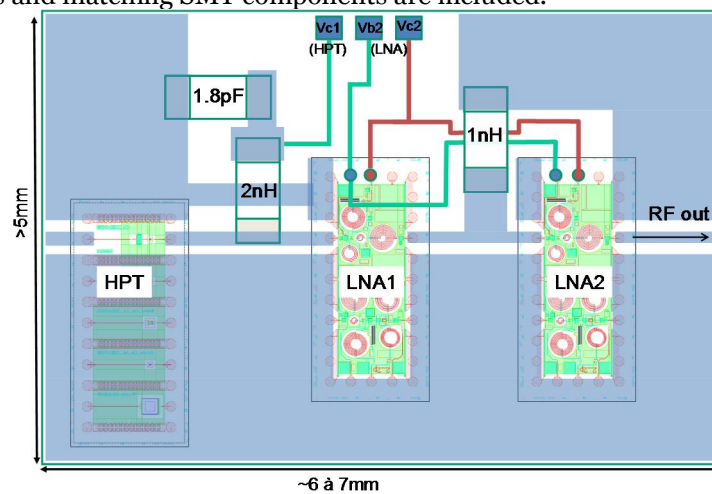 s and matching SMT components are included.
Vc1
Vb2
Vc2
(HPT)
(LNA)
1.8pF
1nH
2nH
>5mm
RF out
HPT
LNA1
LNA2
~6 à 7mm